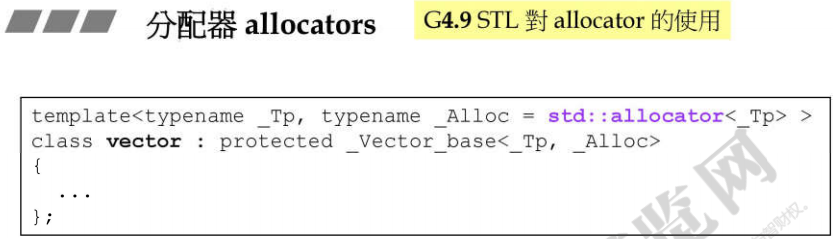 分配器 allocators
G4.9 STL 對 allocator 的使用
template<typename _Tp, typename _Alloc = std::allocator<_Tp> >
class vector : protected _Vector_base<_Tp, _Alloc>
{
...
};